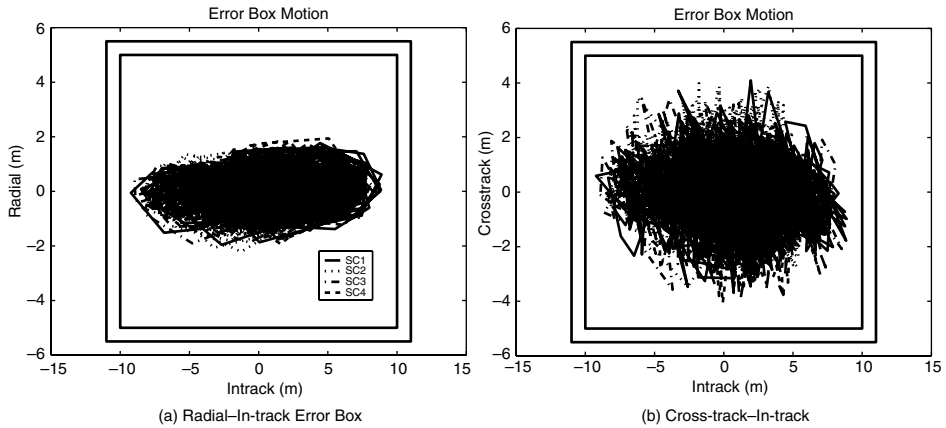 Error Box Motion
6
4
2
0
–2
–4
–6
Radial (m)
SC1
SC2
SC3
SC4
–15 –10 –5 0 5 10 15
Intrack (m)
(a) Radial–In-track Error Box
Error Box Motion
6
4
2
0
–2
–4
–6
Crosstrack (m)
–15 –10 –5 0 5 10 15
Intrack (m)
(b) Cross-track–In-track